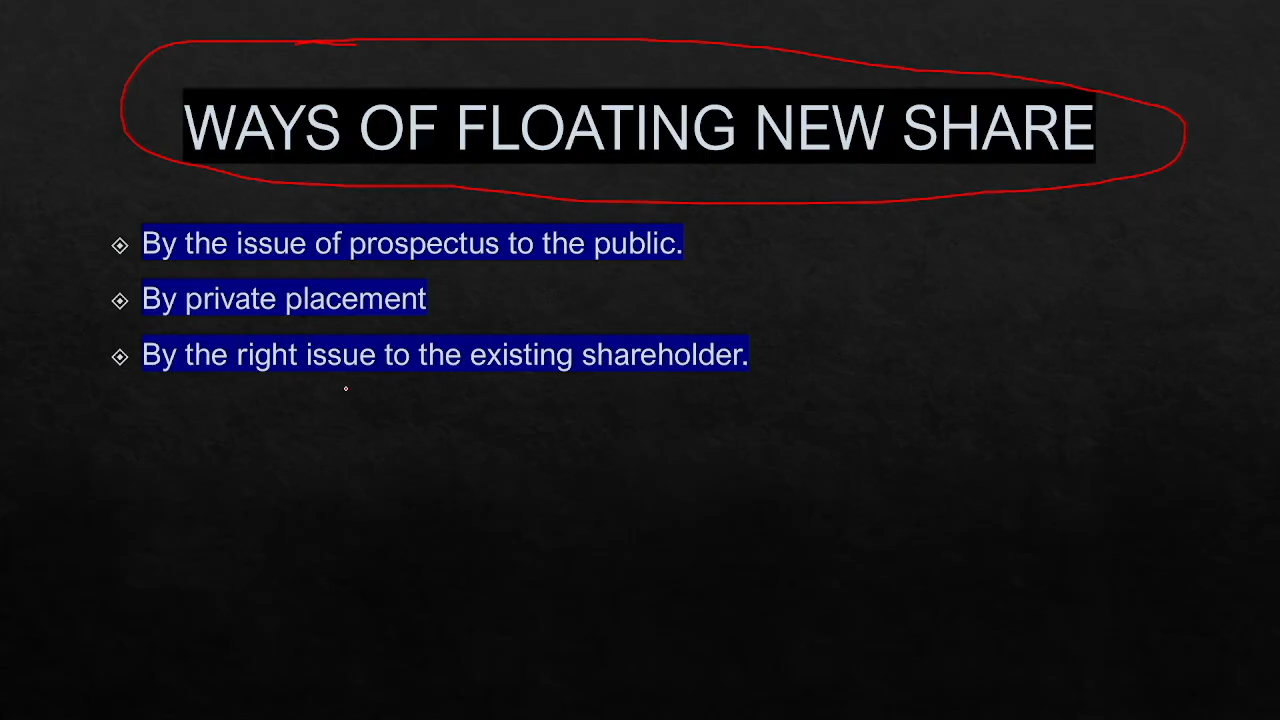 WAYS OF FLOATING NEW SHARE
By the issue of prospectus to the public.
By private placement
By the right issue to the existing shareholder.